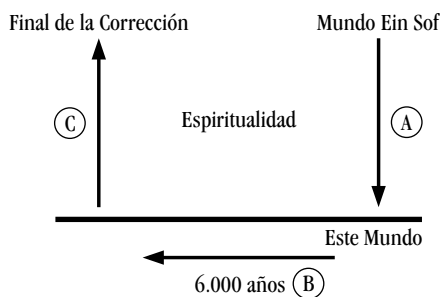 Final de la Corrección
Mundo Ein Sof
C
Espiritualidad
A
Este Mundo
6.000 años B